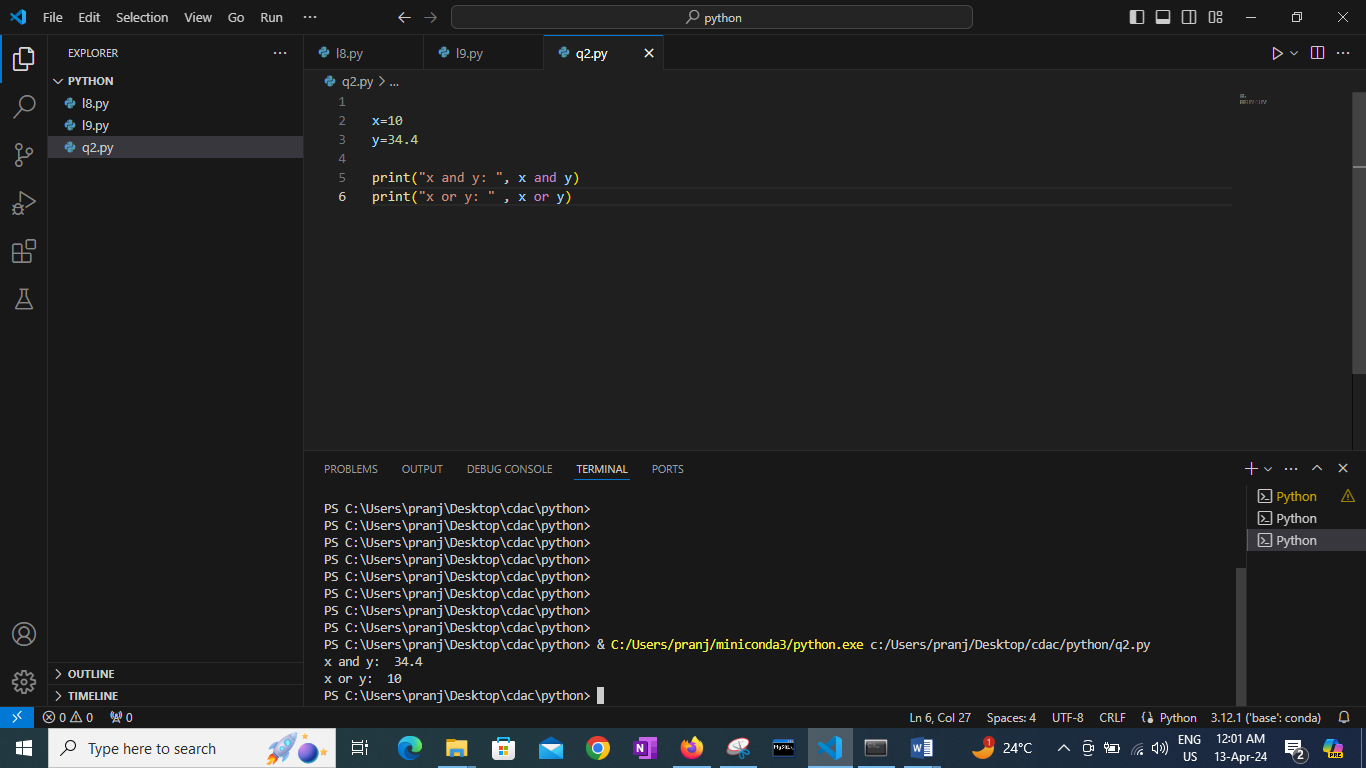 File Edit Selection View Go Run ···
python
EXPLORER ···
PYTHON
l8.py
l9.py
q2.py
OUTLINE
TIMELINE
l8.py l9.py q2.py
q2.py > ...
1
2 x=10
3 y=34.4
4
5 print("x and y: ", x and y)
6 print("x or y: " , x or y)
PROBLEMS OUTPUT DEBUG CONSOLE TERMINAL PORTS
PS C:\Users\pranj\Desktop\cdac\python>
PS C:\Users\pranj\Desktop\cdac\python>
PS C:\Users\pranj\Desktop\cdac\python>
PS C:\Users\pranj\Desktop\cdac\python>
PS C:\Users\pranj\Desktop\cdac\python>
PS C:\Users\pranj\Desktop\cdac\python>
PS C:\Users\pranj\Desktop\cdac\python>
PS C:\Users\pranj\Desktop\cdac\python>
PS C:\Users\pranj\Desktop\cdac\python> & C:/Users/pranj/miniconda3/python.exe c:/Users/pranj/Desktop/cdac/python/q2.py
x and y:  34.4
x or y:  10
PS C:\Users\pranj\Desktop\cdac\python>
Python
Python
Python
0 0 0 Ln 6, Col 27 Spaces: 4 UTF-8 CRLF Python 3.12.1 ('base': conda)
Type here to search
N
MySQL
W
1
24°C
ENG
US
12:01 AM
13-Apr-24
2
PRE